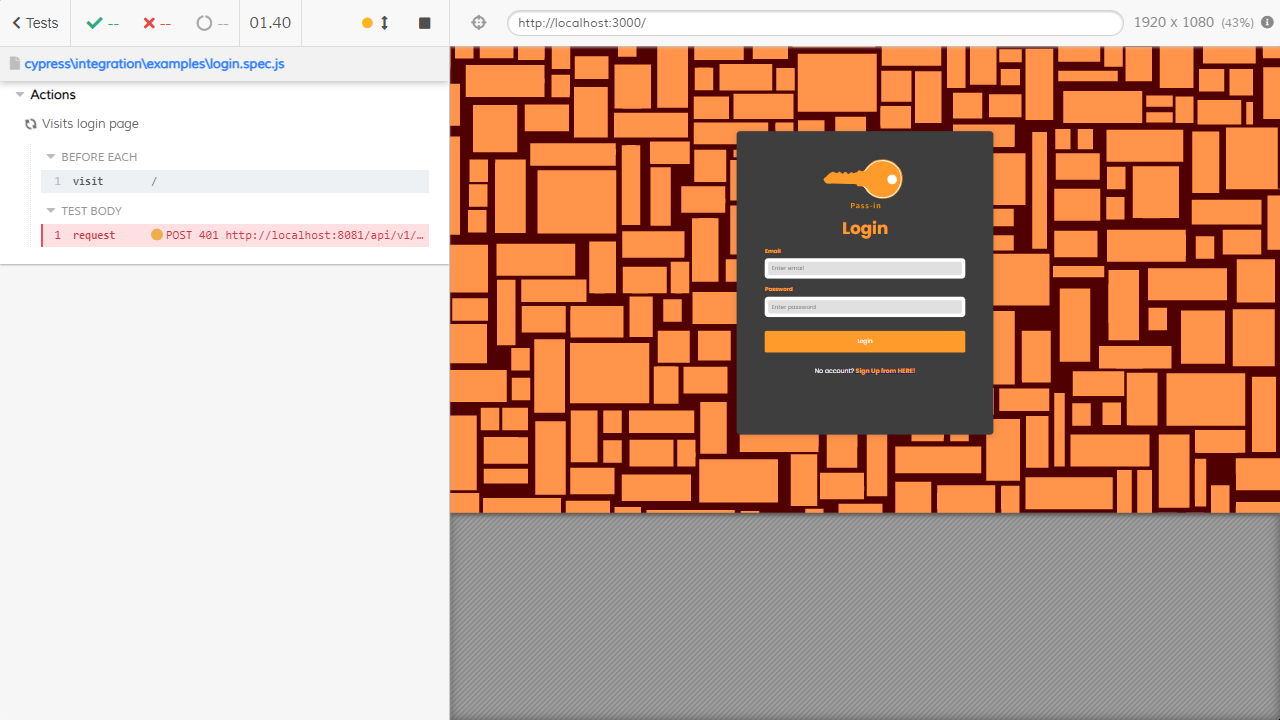 Tests -- -- -- 01.40 http://localhost:3000/ 1920 x 1080 (43%)
cypress\integration\examples\login.spec.js
Actions
Visits login page
BEFORE EACH
1 visit /
TEST BODY
1 request POST 401 http://localhost:8081/api/v1/…
Pass-in
Login
Email
Enter email
Password
Enter password
Login
No account? Sign Up from HERE!